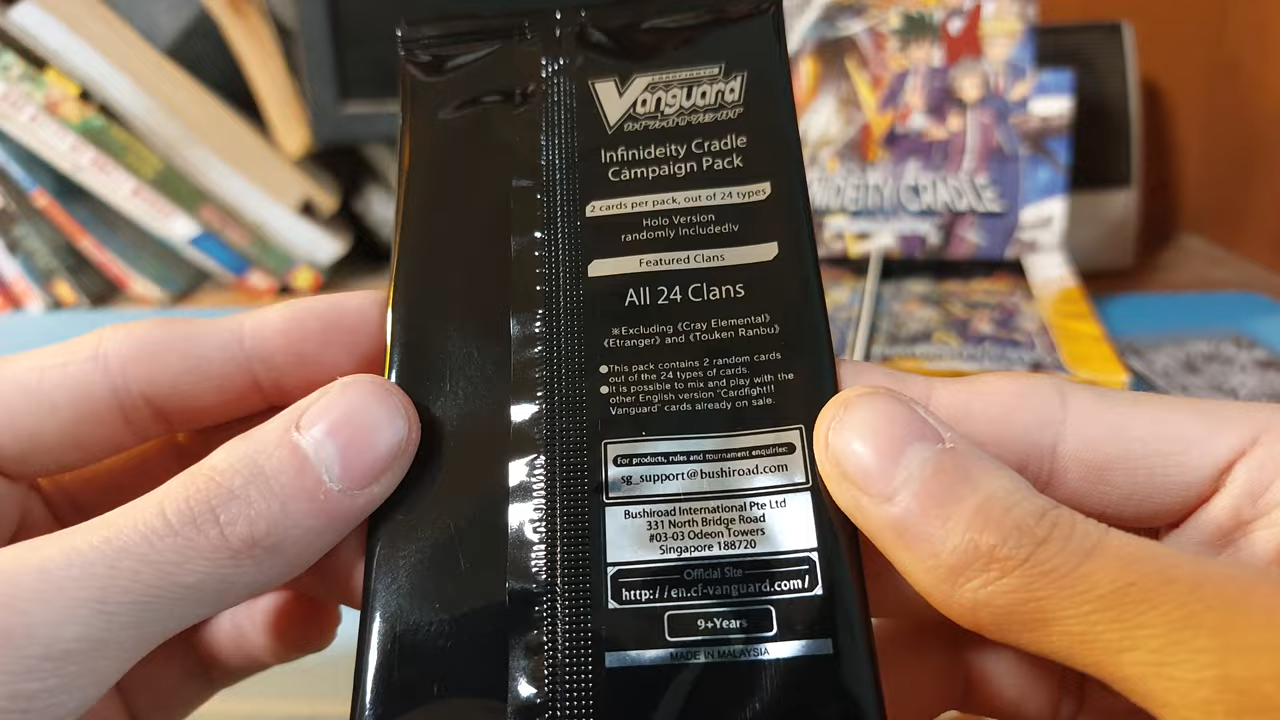 CARDFIGHT!!
Vanguard
カードファイト!! ヴァンガード
Infinideity Cradle
Campaign Pack
2 cards per pack, out of 24 types
Holo Version
randomly Included!v
Featured Clans
All 24 Clans
※Excluding《Cray Elemental》
《Etranger》and《Touken Ranbu》
●This pack contains 2 random cards
out of the 24 types of cards.
●It is possible to mix and play with the
other English version "Cardfight!!
Vanguard" cards already on sale.
For products, rules and tournament enquiries:
sg_support@bushiroad.com
Bushiroad International Pte Ltd
331 North Bridge Road
#03-03 Odeon Towers
Singapore 188720
Official Site
http://en.cf-vanguard.com/
9+Years
MADE IN MALAYSIA
NIDEITY CRADLE